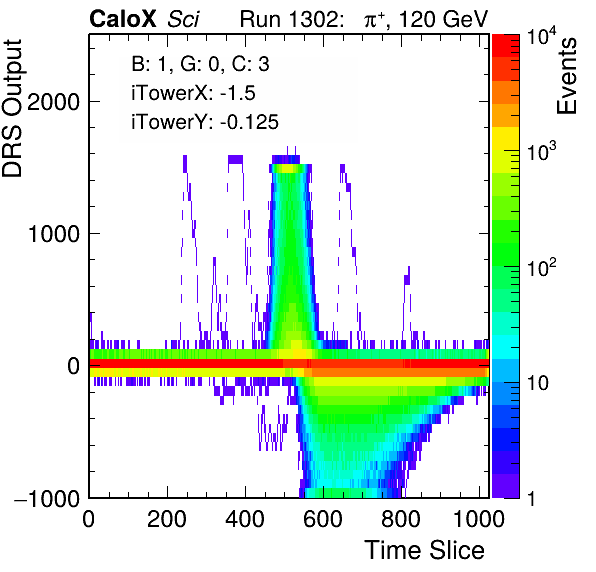 CaloX Sci Run 1302: π⁺, 120 GeV
B: 1, G: 0, C: 3
iTowerX: -1.5
iTowerY: -0.125
DRS Output
2000
1000
0
−1000
0 200 400 600 800 1000
Time Slice
Events
10⁴
10³
10²
10
1